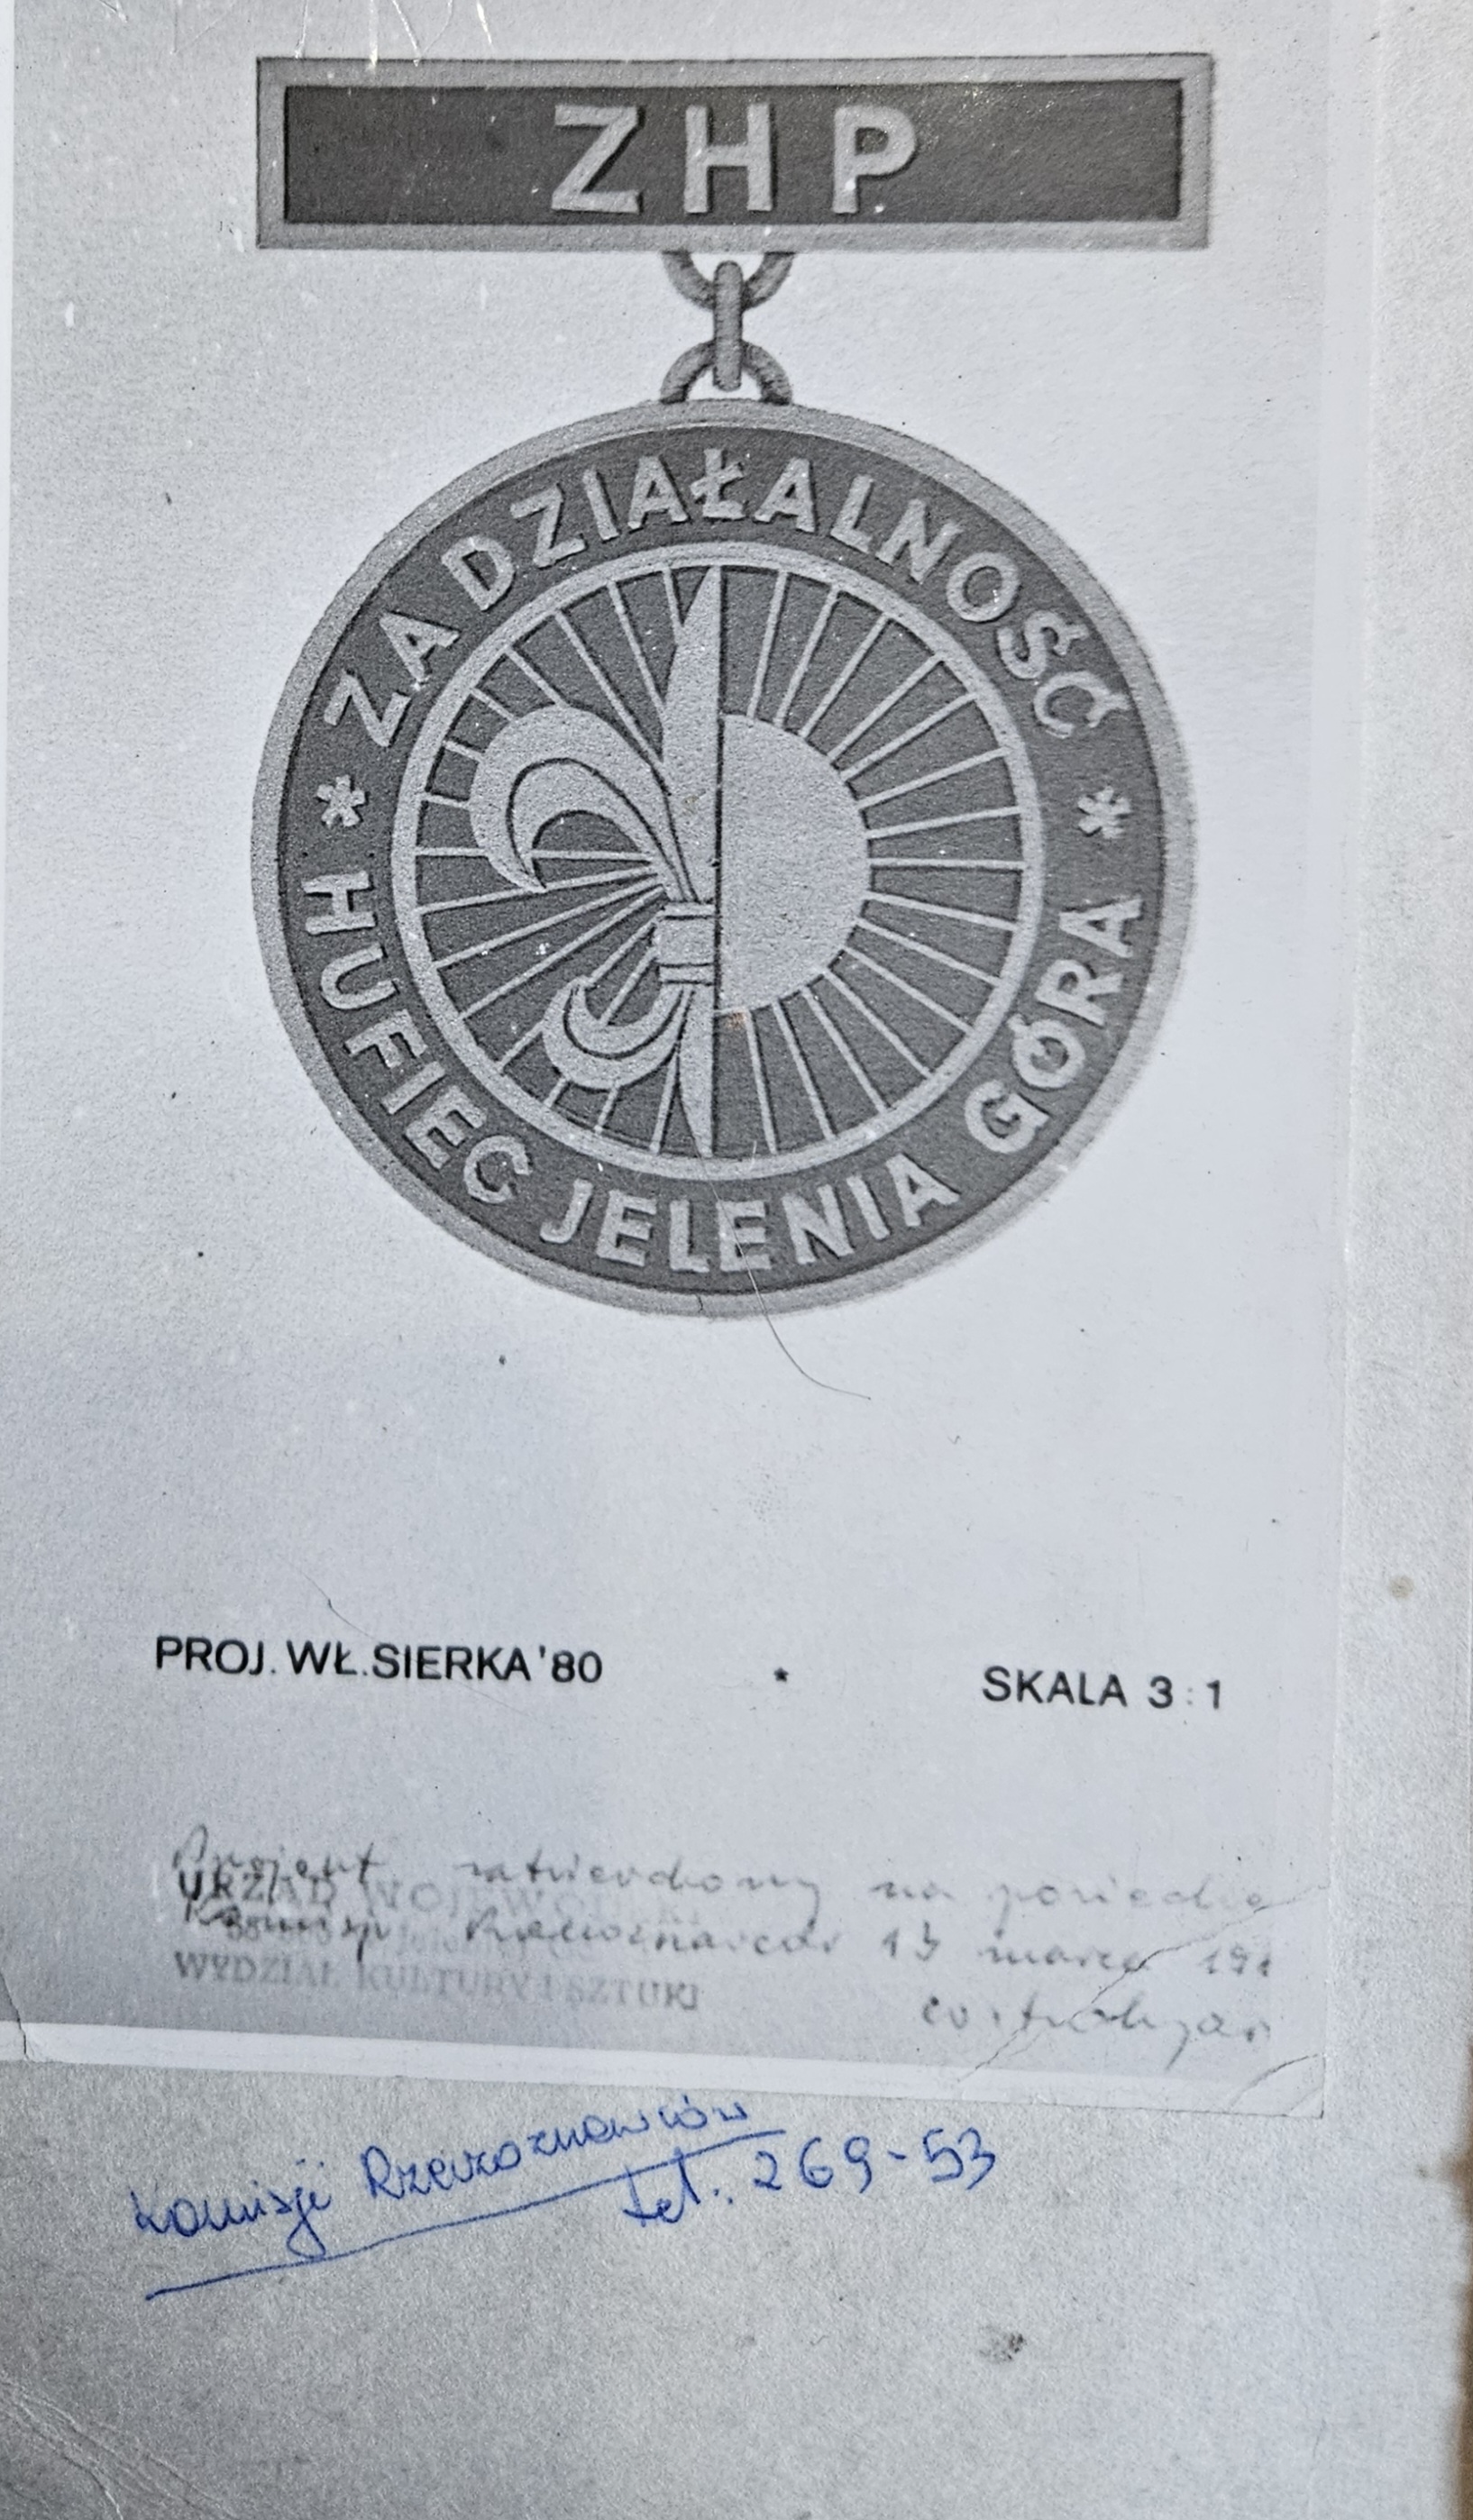 ZHP
ZA DZIAŁALNOŚĆ
* HUFIEC JELENIA GÓRA *
PROJ. WŁ. SIERKA '80 * SKALA 3:1
Projekt zatwierdzony na
URZĄD WOJEWÓDZKI
Komisji Rzeczoznawców 13 marca
WYDZIAŁ KULTURY I SZTUKI
Komisji Rzeczoznawców
tel.: 269-53